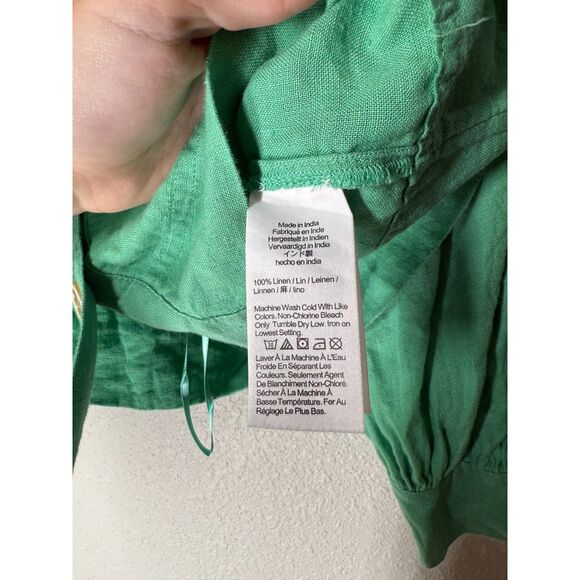 Made in India
Fabriqué en Inde
Hergestellt in Indien
Vervaardigd in India
インド製
hecho en india
100% Linen / Lin / Leinen /
Linnen / 麻 / lino
Machine Wash Cold With Like
Colors. Non-Chlorine Bleach
Only Tumble Dry Low. Iron on
Lowest Setting.
Laver À La Machine À L'Eau
Froide En Séparant Les
Couleurs. Seulement Agent
De Blanchiment Non-Chloré.
Sécher À La Machine À
Basse Température. Fer Au
Réglage Le Plus Bas.